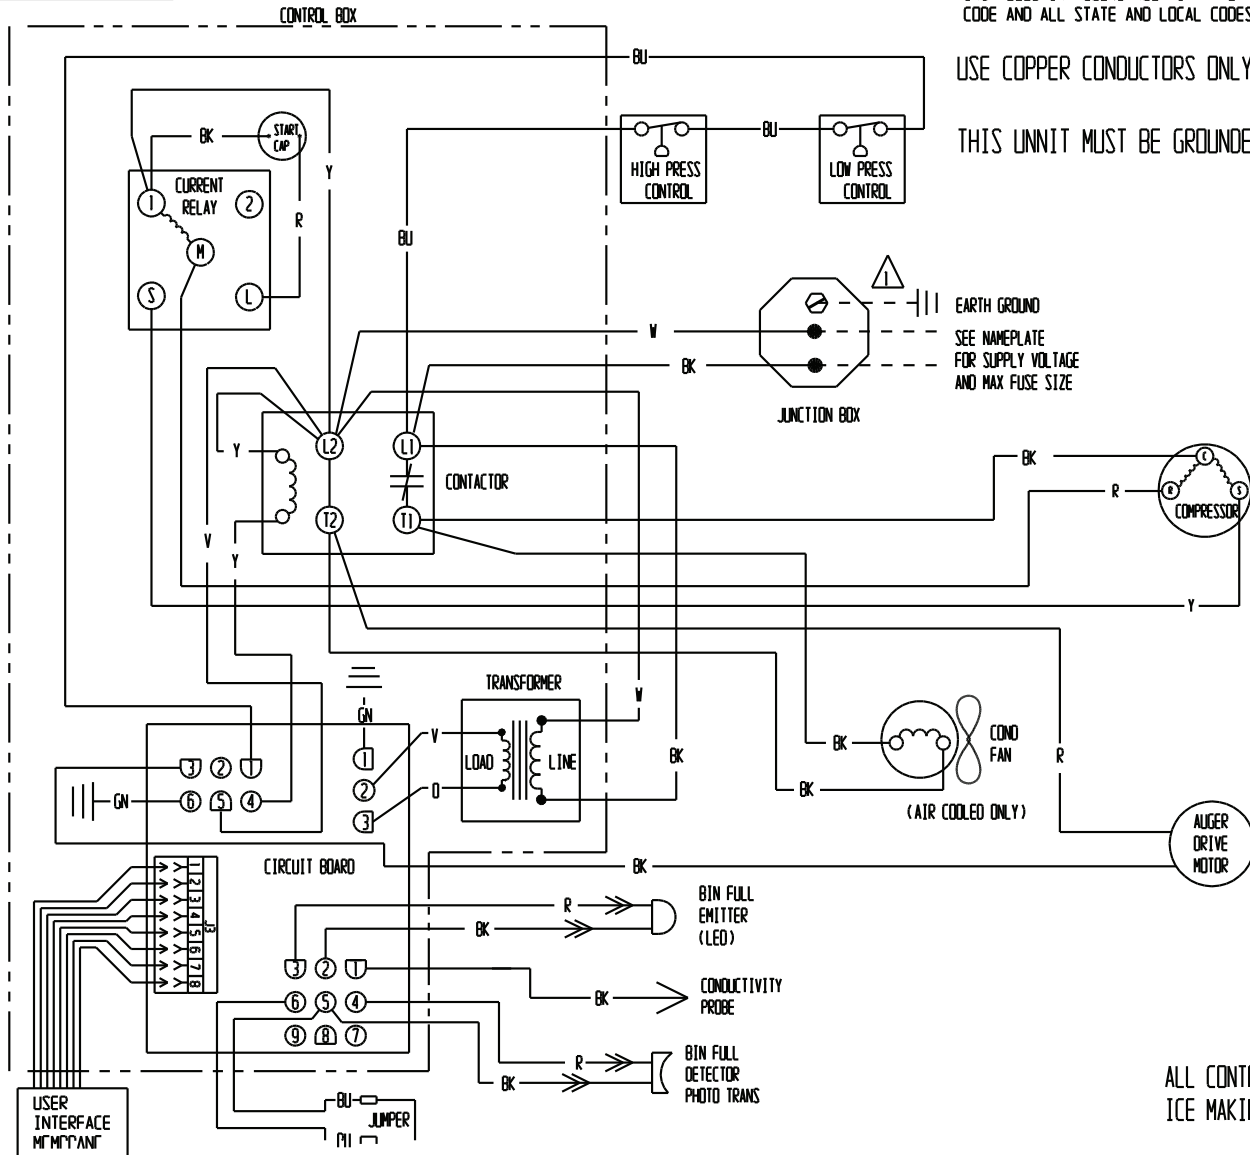 CONTROL BOX
CODE AND ALL STATE AND LOCAL CODES
USE COPPER CONDUCTORS ONLY
THIS UNNIT MUST BE GROUNDE
BU
BK
START
CAP
Y
CURRENT
RELAY
1
2
M
S
L
R
BU
HIGH PRESS
CONTROL
BU
LOW PRESS
CONTROL
1
EARTH GROUND
SEE NAMEPLATE
FOR SUPPLY VOLTAGE
AND MAX FUSE SIZE
JUNCTION BOX
W
BK
Y
L2
L1
T2
T1
CONTACTOR
V
Y
BK
R
C
R
S
COMPRESSOR
Y
TRANSFORMER
LOAD
LINE
W
BK
GN
V
O
1
2
3
3
2
1
6
5
4
GN
BK
BK
COND
FAN
(AIR COOLED ONLY)
R
AUGER
DRIVE
MOTOR
CIRCUIT BOARD
BK
1
2
3
4
5
6
7
8
J3
R
BK
BIN FULL
EMITTER
(LED)
3
2
1
6
5
4
9
8
7
BK
CONDUCTIVITY
PROBE
R
BK
BIN FULL
DETECTOR
PHOTO TRANS
BU
JUMPER
USER
INTERFACE
ALL CONT
ICE MAKI